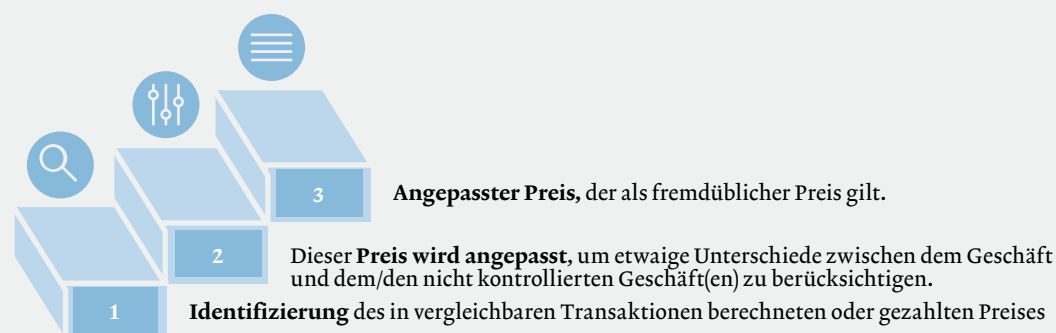 3
Angepasster Preis, der als fremdüblicher Preis gilt.
2
Dieser Preis wird angepasst, um etwaige Unterschiede zwischen dem Geschäft
und dem/den nicht kontrollierten Geschäft(en) zu berücksichtigen.
1
Identifizierung des in vergleichbaren Transaktionen berechneten oder gezahlten Preises